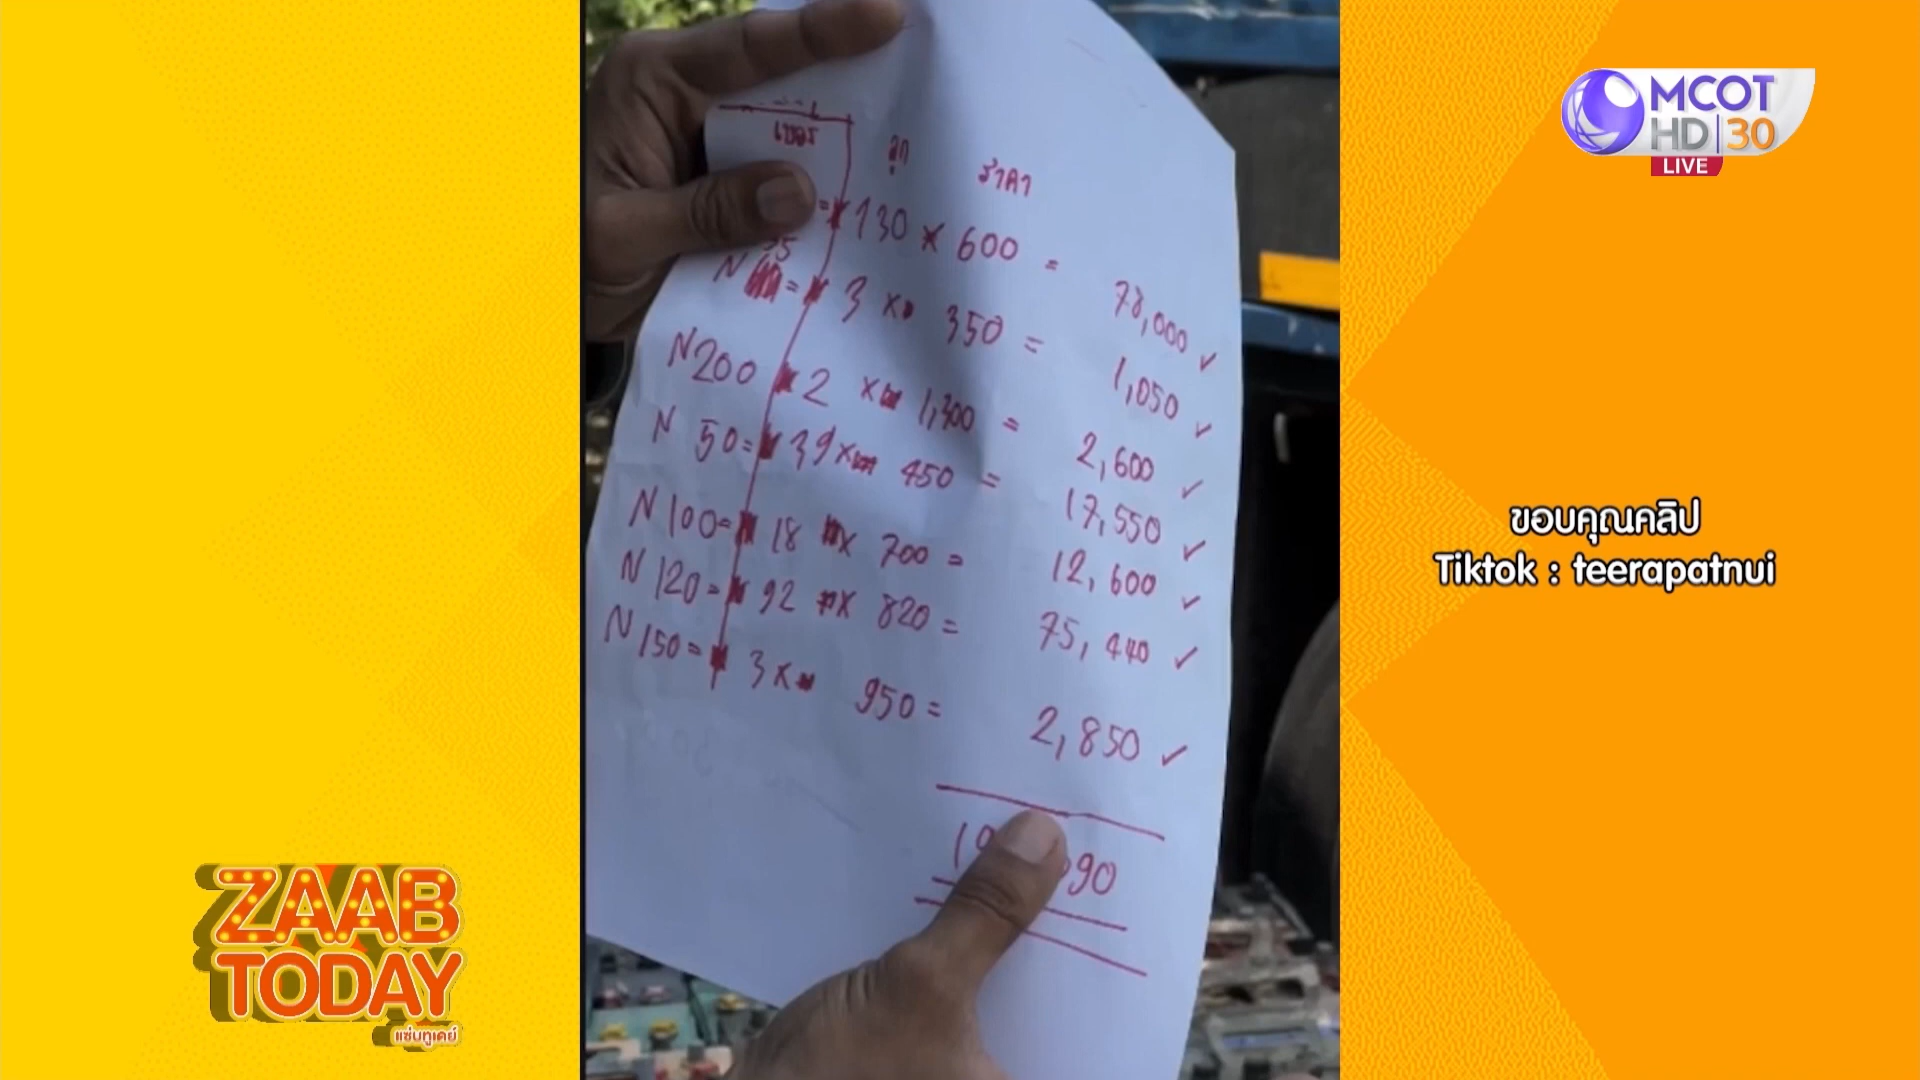 MCOT
HD 30
LIVE
เบอร์ ลูก ราคา
= 130 x 600 = 78,000 ✓
N 35 = 3 x 350 = 1,050 ✓
N200 2 x 1,300 = 2,600 ✓
N 50 = 39 x 450 = 17,550 ✓
N 100 = 18 x 700 = 12,600 ✓
N 120 = 92 x 820 = 75,440 ✓
N 150 = 3 x 950 = 2,850 ✓
ขอบคุณคลิป
Tiktok : teerapatnui
ZAAB
TODAY
แซ่บทูเดย์